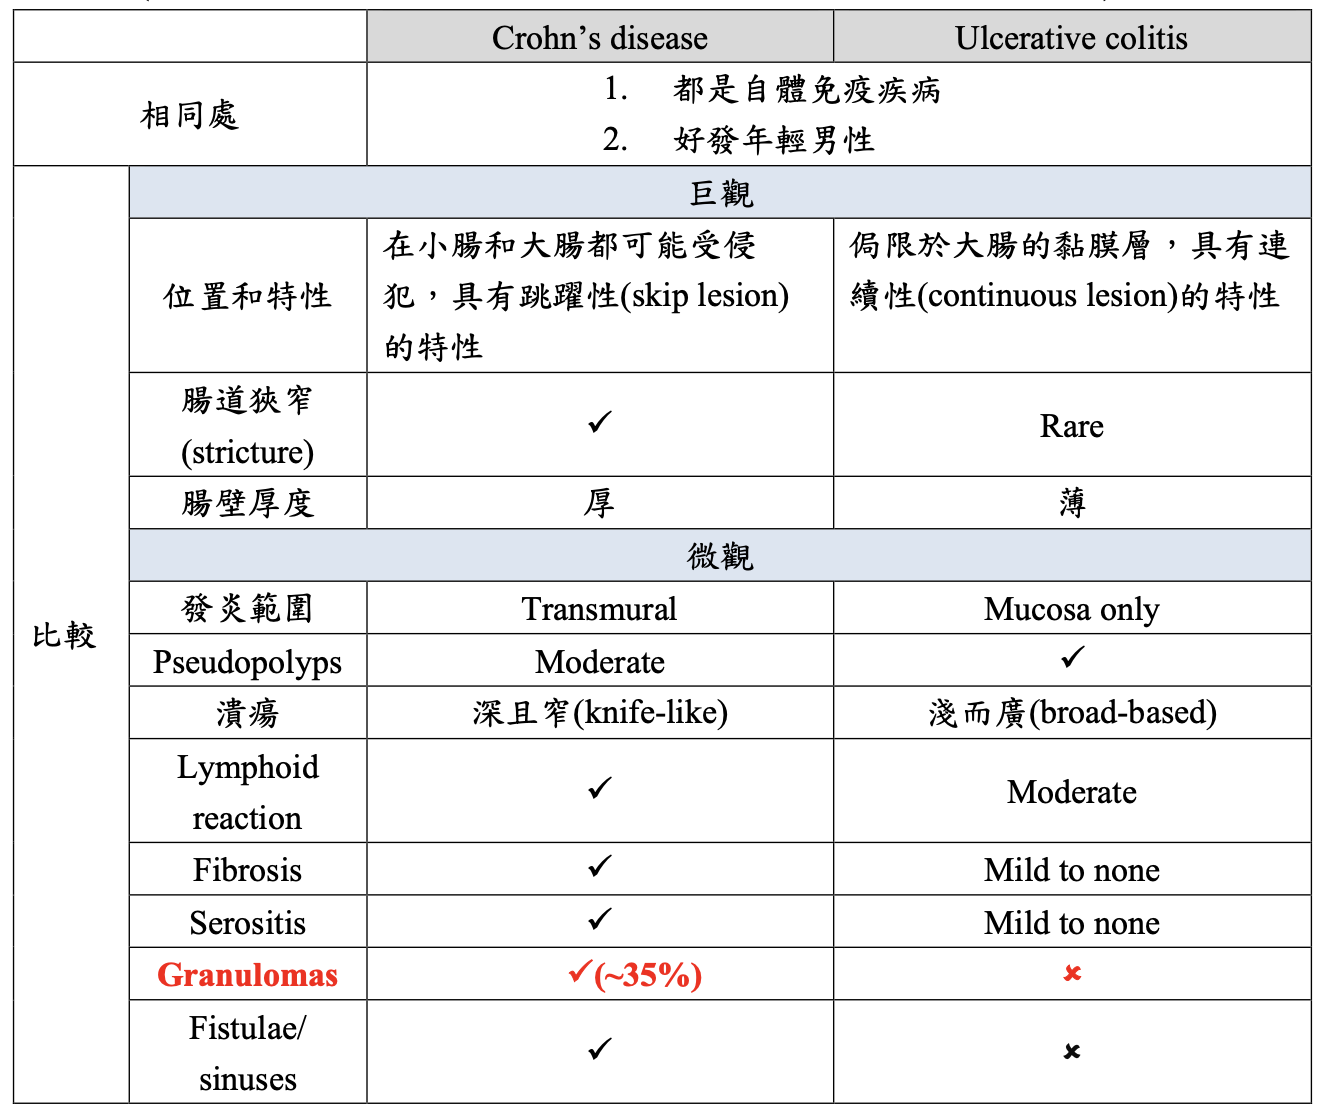 Crohn’s disease
Ulcerative colitis
相同處
1. 都是自體免疫疾病
2. 好發年輕男性
比較
巨觀
位置和特性
在小腸和大腸都可能受侵
犯，具有跳躍性(skip lesion)
的特性
侷限於大腸的黏膜層，具有連
續性(continuous lesion)的特性
腸道狹窄
(stricture)
✓
Rare
腸壁厚度
厚
薄
微觀
發炎範圍
Transmural
Mucosa only
Pseudopolyps
Moderate
✓
潰瘍
深且窄(knife-like)
淺而廣(broad-based)
Lymphoid
reaction
✓
Moderate
Fibrosis
✓
Mild to none
Serositis
✓
Mild to none
Granulomas
✓(~35%)
✘
Fistulae/
sinuses
✓
✘